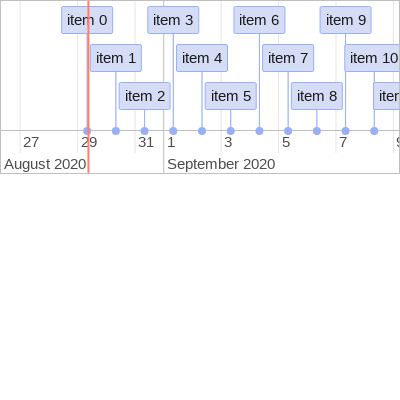 item 0
item 3
item 6
item 9
item 1
item 4
item 7
item 10
item 2
item 5
item 8
27
29
31
1
3
5
7
August 2020
September 2020